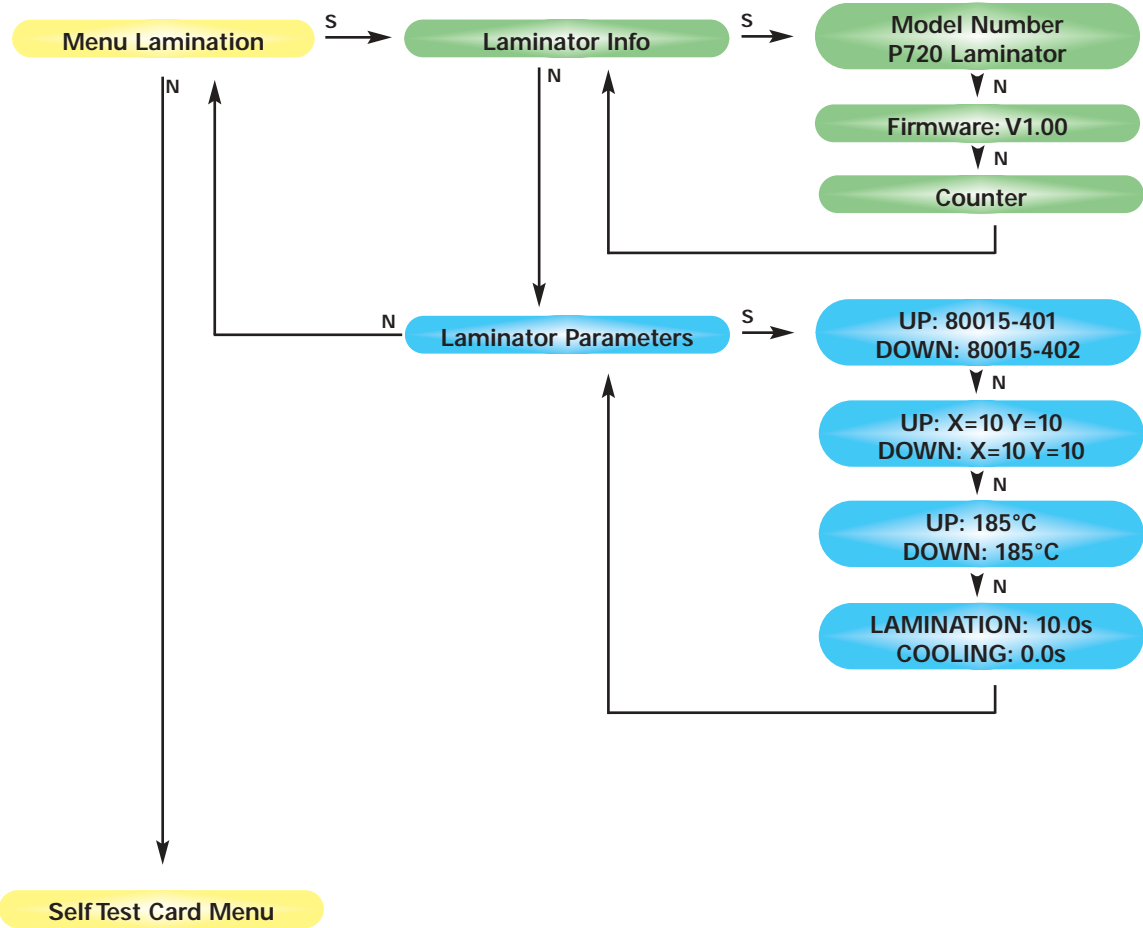 Menu Lamination
S
Laminator Info
S
Model Number
P720 Laminator
N
N
N
Firmware: V1.00
N
Counter
N
Laminator Parameters
S
UP: 80015-401
DOWN: 80015-402
N
UP: X=10 Y=10
DOWN: X=10 Y=10
N
UP: 185°C
DOWN: 185°C
N
LAMINATION: 10.0s
COOLING: 0.0s
Self Test Card Menu